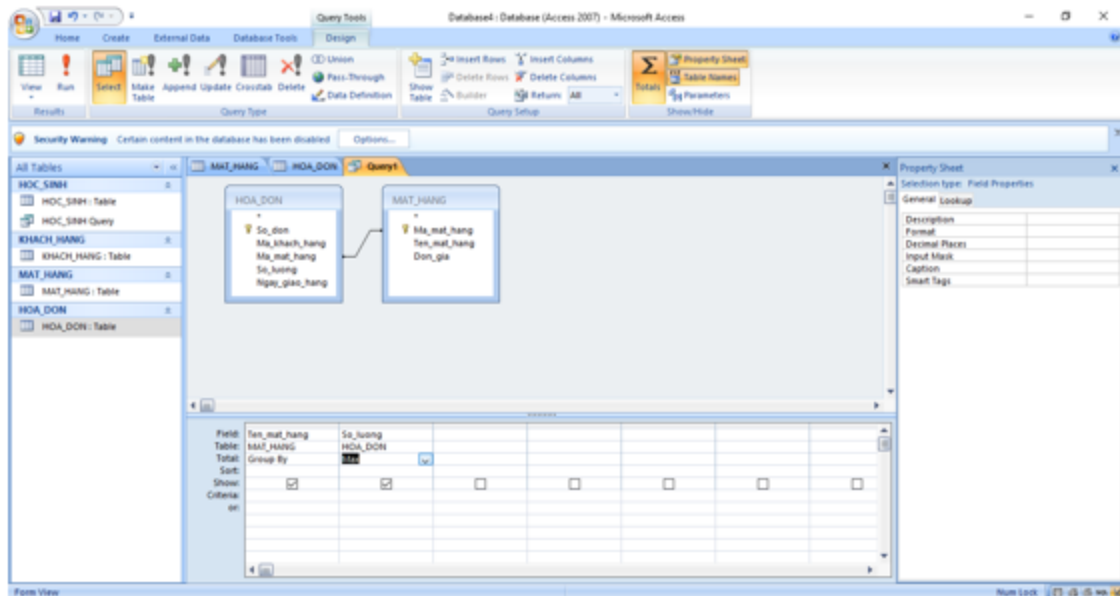 Query Tools
Database4 : Database (Access 2007) - Microsoft Access
Home Create External Data Database Tools Design
View Run Select Make Table Append Update Crosstab Delete
Union
Pass-Through
Data Definition
Show Table
Insert Rows
Delete Rows
Builder
Insert Columns
Delete Columns
Return: All
Totals
Property Sheet
Table Names
Parameters
Results Query Type Query Setup Show/Hide
Security Warning Certain content in the database has been disabled Options...
All Tables
HOC_SINH
HOC_SINH : Table
HOC_SINH Query
KHACH_HANG
KHACH_HANG : Table
MAT_HANG
MAT_HANG : Table
HOA_DON
HOA_DON : Table
MAT_HANG HOA_DON Query1
HOA_DON
*
So_don
Ma_khach_hang
Ma_mat_hang
So_luong
Ngay_giao_hang
MAT_HANG
*
Ma_mat_hang
Ten_mat_hang
Don_gia
Field: Ten_mat_hang So_luong
Table: MAT_HANG HOA_DON
Total: Group By Max
Sort:
Show:
Criteria:
or:
Property Sheet
Selection type: Field Properties
General Lookup
Description
Format
Decimal Places
Input Mask
Caption
Smart Tags
Form View
Num Lock